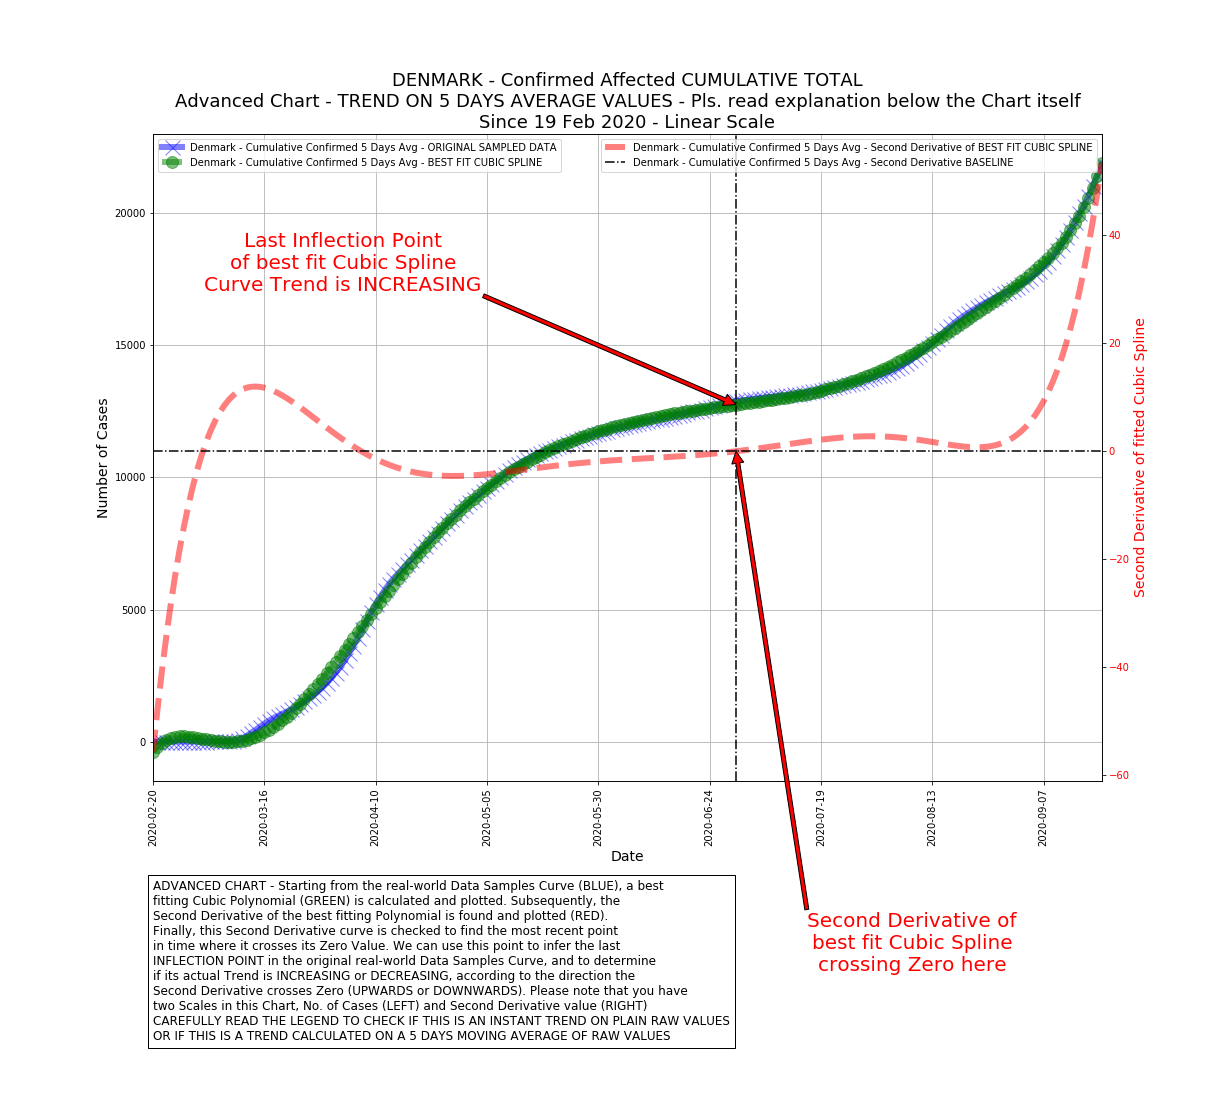 DENMARK - Confirmed Affected CUMULATIVE TOTAL
Advanced Chart - TREND ON 5 DAYS AVERAGE VALUES - Pls. read explanation below the Chart itself
Since 19 Feb 2020 - Linear Scale
Denmark - Cumulative Confirmed 5 Days Avg - ORIGINAL SAMPLED DATA
Denmark - Cumulative Confirmed 5 Days Avg - BEST FIT CUBIC SPLINE
Denmark - Cumulative Confirmed 5 Days Avg - Second Derivative of BEST FIT CUBIC SPLINE
Denmark - Cumulative Confirmed 5 Days Avg - Second Derivative BASELINE
Last Inflection Point
of best fit Cubic Spline
Curve Trend is INCREASING
Number of Cases
20000
15000
10000
5000
0
40
20
0
−20
−40
−60
Second Derivative of fitted Cubic Spline
2020-02-20
2020-03-16
2020-04-10
2020-05-05
2020-05-30
2020-06-24
2020-07-19
2020-08-13
2020-09-07
Date
ADVANCED CHART - Starting from the real-world Data Samples Curve (BLUE), a best
fitting Cubic Polynomial (GREEN) is calculated and plotted. Subsequently, the
Second Derivative of the best fitting Polynomial is found and plotted (RED).
Finally, this Second Derivative curve is checked to find the most recent point
in time where it crosses its Zero Value. We can use this point to infer the last
INFLECTION POINT in the original real-world Data Samples Curve, and to determine
if its actual Trend is INCREASING or DECREASING, according to the direction the
Second Derivative crosses Zero (UPWARDS or DOWNWARDS). Please note that you have
two Scales in this Chart, No. of Cases (LEFT) and Second Derivative value (RIGHT)
CAREFULLY READ THE LEGEND TO CHECK IF THIS IS AN INSTANT TREND ON PLAIN RAW VALUES
OR IF THIS IS A TREND CALCULATED ON A 5 DAYS MOVING AVERAGE OF RAW VALUES
Second Derivative of
best fit Cubic Spline
crossing Zero here